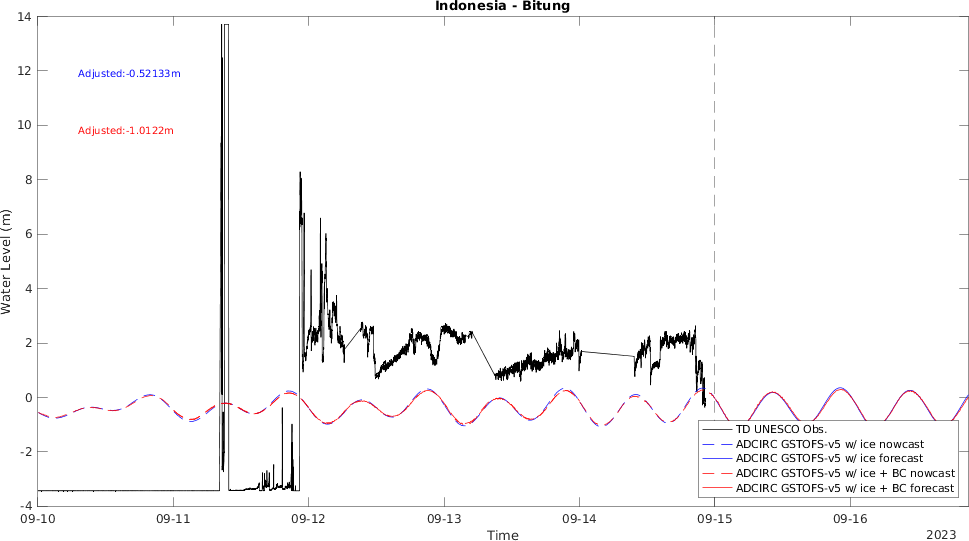 Indonesia - Bitung
14
12
10
8
6
4
2
0
-2
-4
Water Level (m)
Adjusted:-0.52133m
Adjusted:-1.0122m
TD UNESCO Obs.
ADCIRC GSTOFS-v5 w/ ice nowcast
ADCIRC GSTOFS-v5 w/ ice forecast
ADCIRC GSTOFS-v5 w/ ice + BC nowcast
ADCIRC GSTOFS-v5 w/ ice + BC forecast
09-10 09-11 09-12 09-13 09-14 09-15 09-16
Time
2023